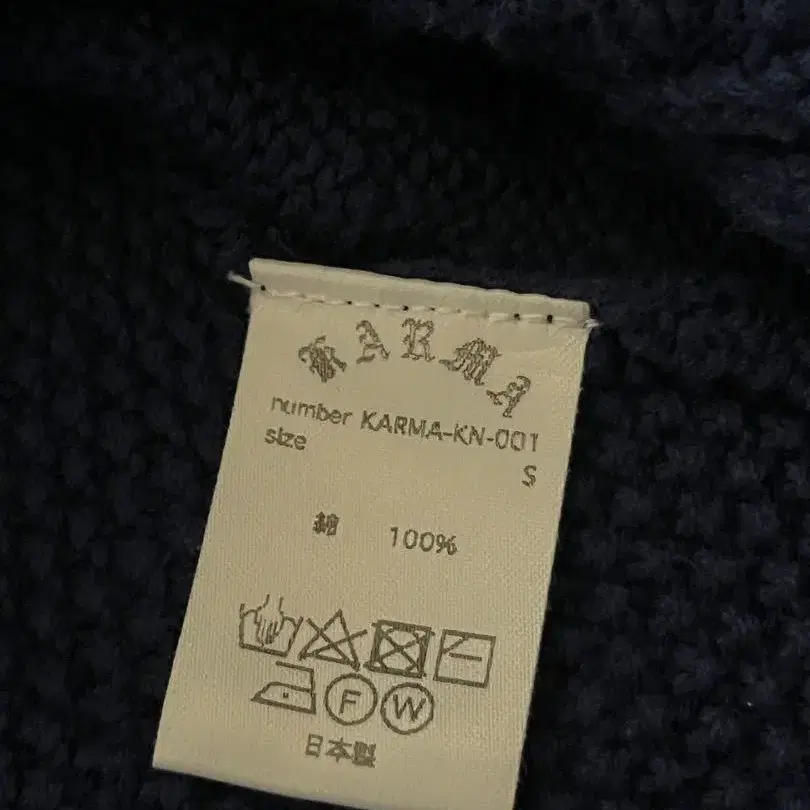 KARMA
number KARMA-KN-001
size
S
綿 100%
F W
日本製